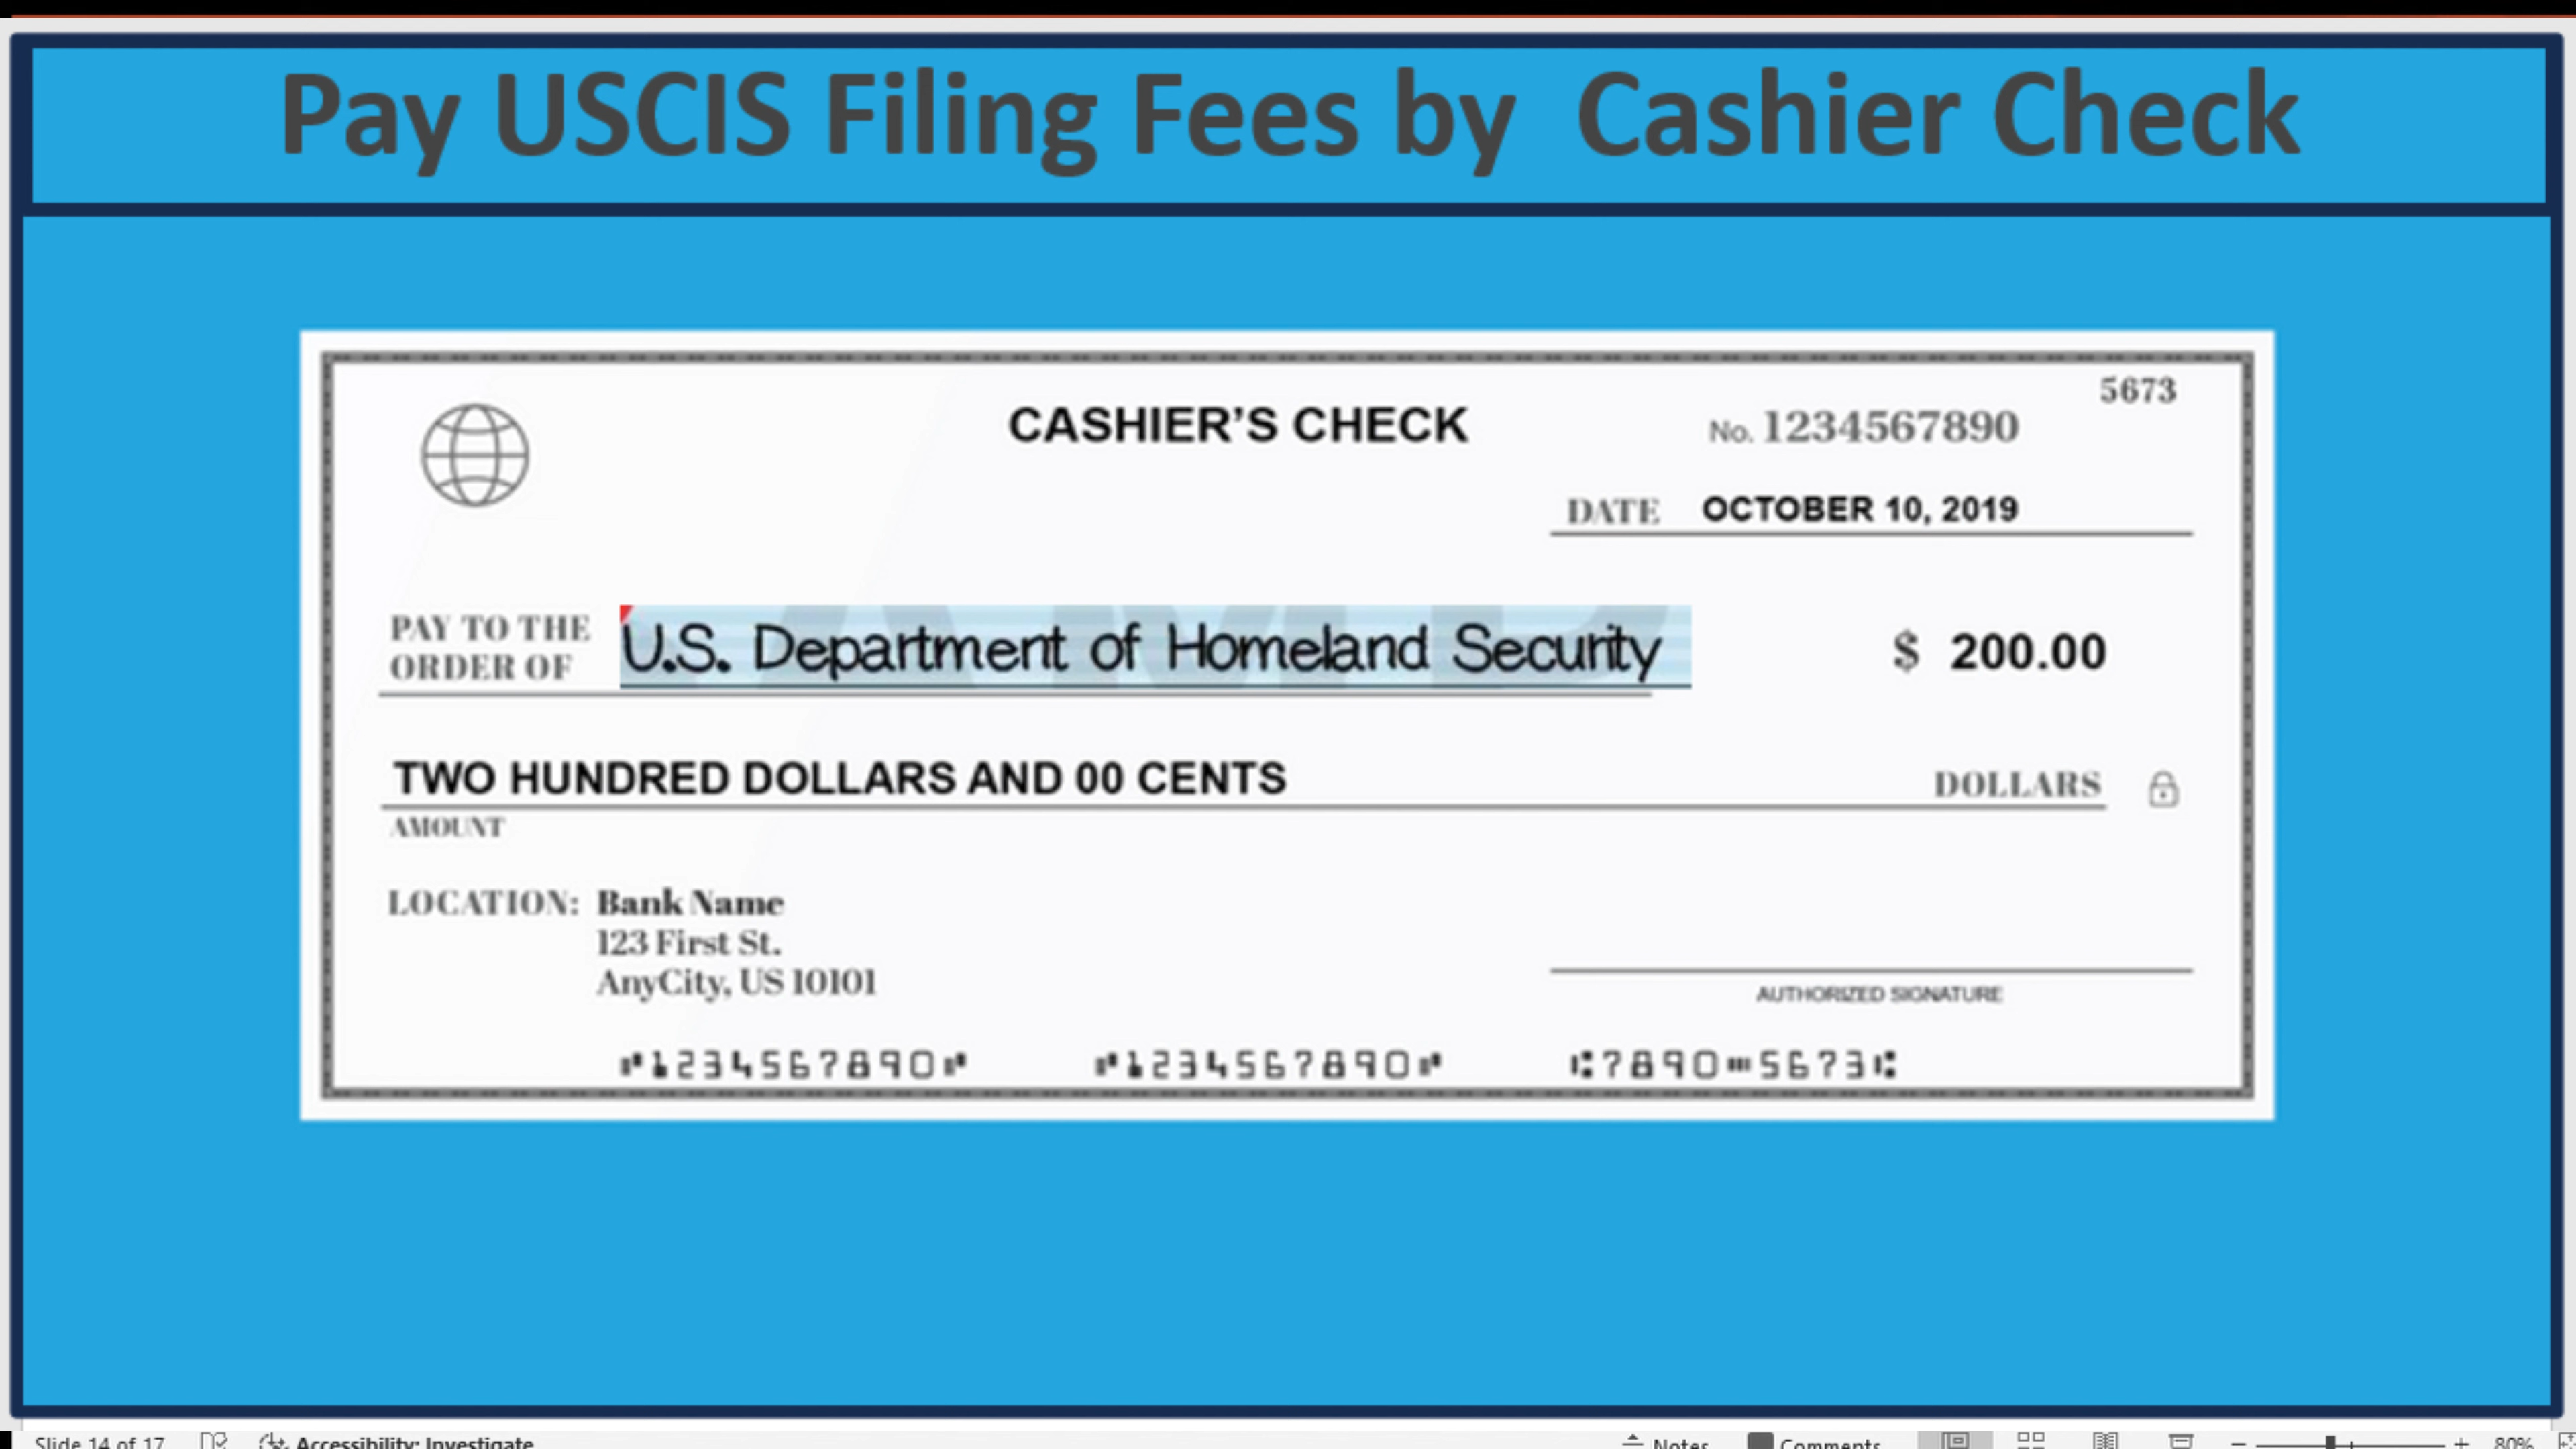 Pay USCIS Filing Fees by Cashier Check
5673
CASHIER'S CHECK
No. 1234567890
DATE OCTOBER 10, 2019
PAY TO THE
ORDER OF
U.S. Department of Homeland Security
$ 200.00
TWO HUNDRED DOLLARS AND 00 CENTS
DOLLARS
AMOUNT
LOCATION: Bank Name
123 First St.
AnyCity, US 10101
AUTHORIZED SIGNATURE
⑈1234567890⑈ ⑈1234567890⑈ ⑆7890⑉5673⑆
Slide 14 of 17 Accessibility: Investigate Notes Comments 80%